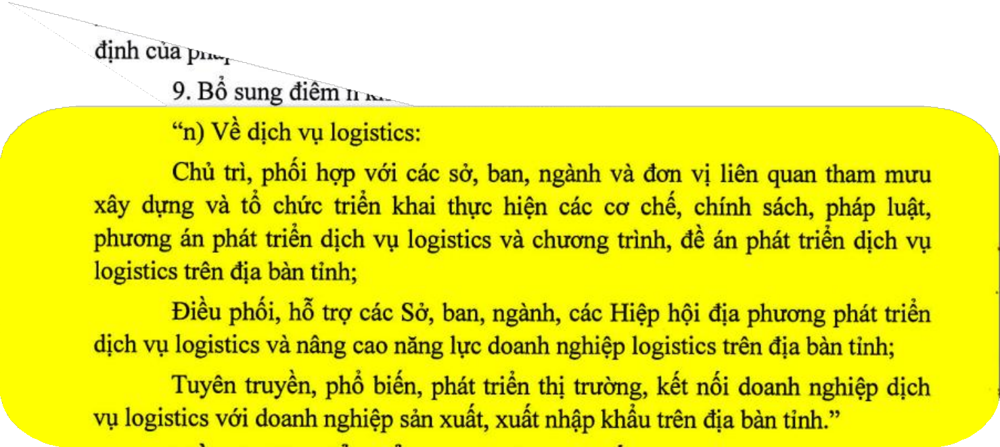 định của
9. Bổ sung điểm n
“n) Về dịch vụ logistics:
Chủ trì, phối hợp với các sở, ban, ngành và đơn vị liên quan tham mưu
xây dựng và tổ chức triển khai thực hiện các cơ chế, chính sách, pháp luật,
phương án phát triển dịch vụ logistics và chương trình, đề án phát triển dịch vụ
logistics trên địa bàn tỉnh;
Điều phối, hỗ trợ các Sở, ban, ngành, các Hiệp hội địa phương phát triển
dịch vụ logistics và nâng cao năng lực doanh nghiệp logistics trên địa bàn tỉnh;
Tuyên truyền, phổ biến, phát triển thị trường, kết nối doanh nghiệp dịch
vụ logistics với doanh nghiệp sản xuất, xuất nhập khẩu trên địa bàn tỉnh.”